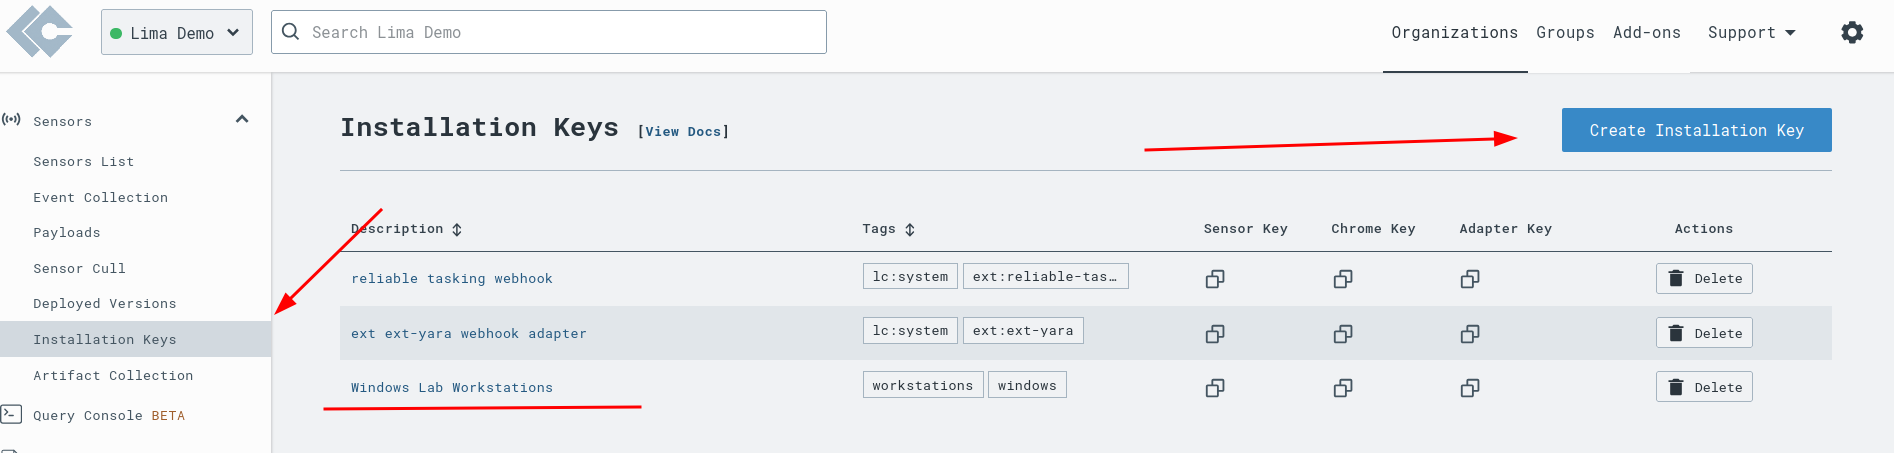 Lima Demo
Search Lima Demo
Organizations Groups Add-ons Support
Sensors
Sensors List
Event Collection
Payloads
Sensor Cull
Deployed Versions
Installation Keys
Artifact Collection
Query Console BETA
Installation Keys [View Docs]
Create Installation Key
Description Tags Sensor Key Chrome Key Adapter Key Actions
reliable tasking webhook lc:system ext:reliable-tas… Delete
ext ext-yara webhook adapter lc:system ext:ext-yara Delete
Windows Lab Workstations workstations windows Delete